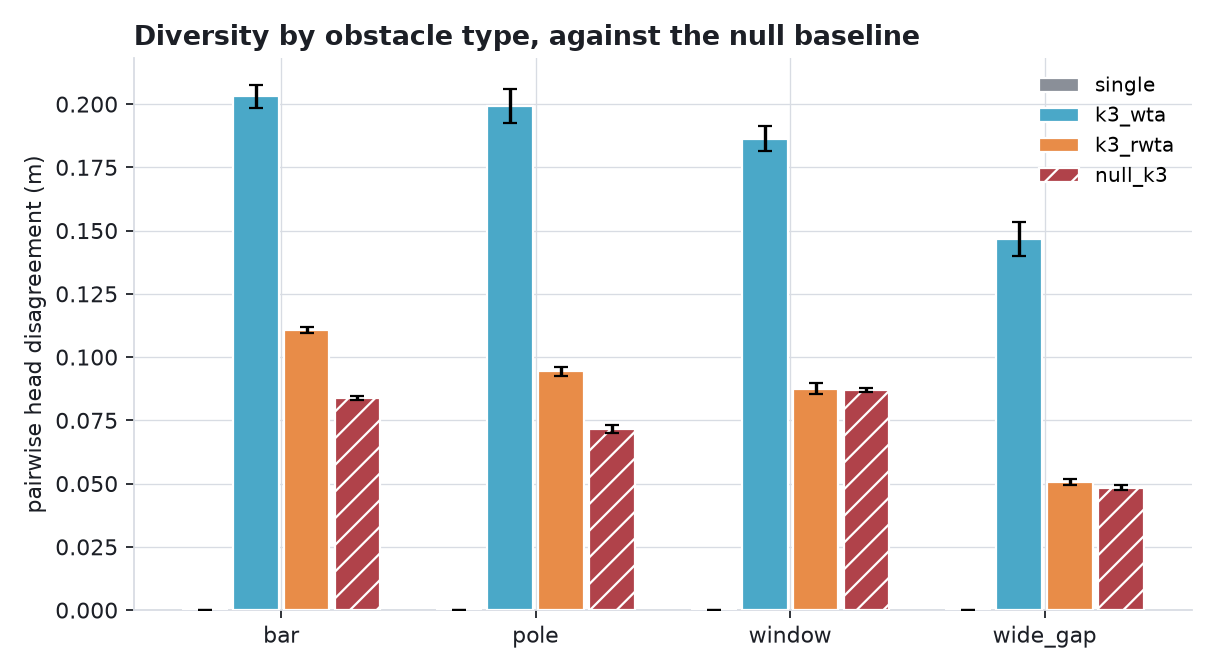 Diversity by obstacle type, against the null baseline
pairwise head disagreement (m)
0.200
0.175
0.150
0.125
0.100
0.075
0.050
0.025
0.000
single
k3_wta
k3_rwta
null_k3
bar
pole
window
wide_gap